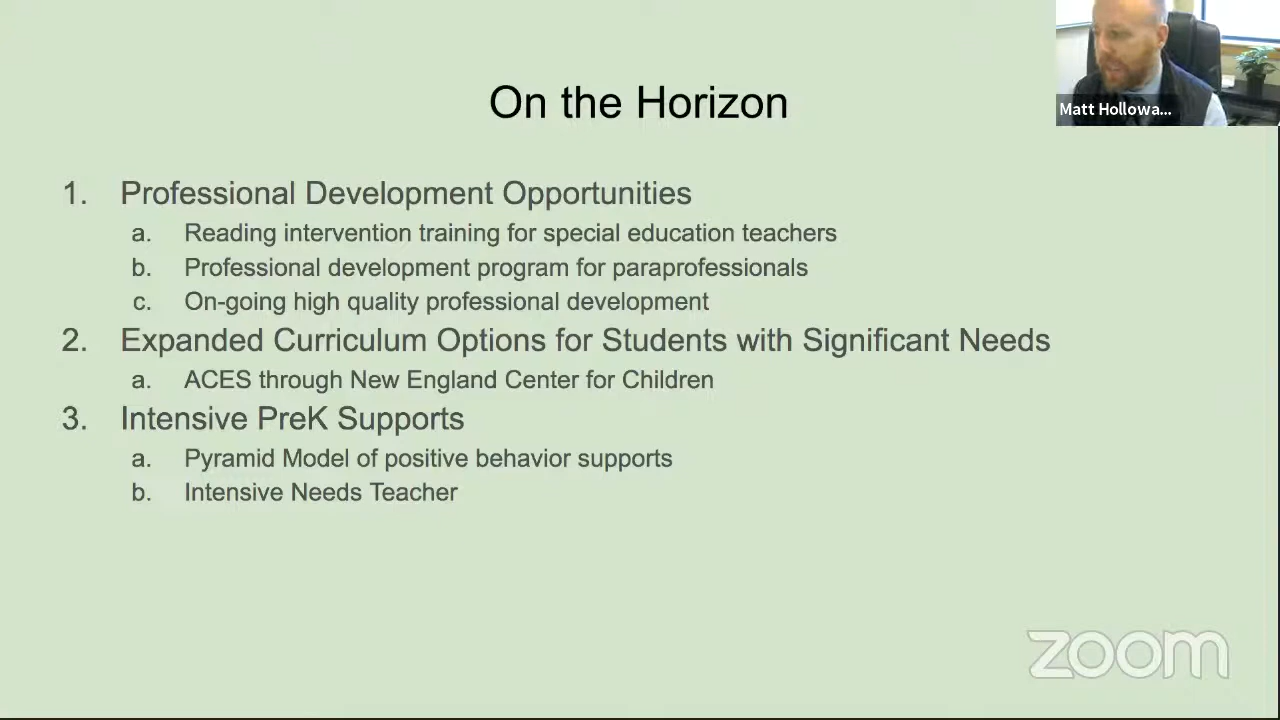 On the Horizon
Matt Hollowa...
1. Professional Development Opportunities
a. Reading intervention training for special education teachers
b. Professional development program for paraprofessionals
c. On-going high quality professional development
2. Expanded Curriculum Options for Students with Significant Needs
a. ACES through New England Center for Children
3. Intensive PreK Supports
a. Pyramid Model of positive behavior supports
b. Intensive Needs Teacher
zoom